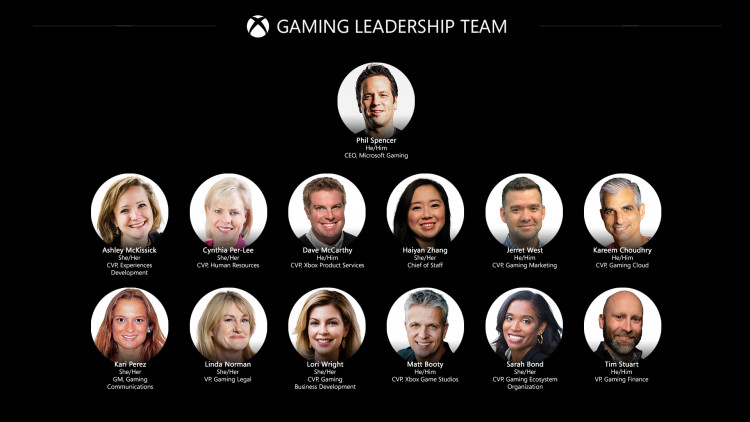 GAMING LEADERSHIP TEAM
Phil Spencer
He/Him
CEO, Microsoft Gaming
Ashley McKissick
She/Her
CVP, Experiences
Development
Cynthia Per-Lee
She/Her
CVP, Human Resources
Dave McCarthy
He/Him
CVP, Xbox Product Services
Haiyan Zhang
She/Her
Chief of Staff
Jerret West
He/Him
CVP, Gaming Marketing
Kareem Choudhry
He/Him
CVP, Gaming Cloud
Kari Perez
She/Her
GM, Gaming
Communications
Linda Norman
She/Her
VP, Gaming Legal
Lori Wright
She/Her
CVP, Gaming
Business Development
Matt Booty
He/Him
CVP, Xbox Game Studios
Sarah Bond
She/Her
CVP, Gaming Ecosystem
Organization
Tim Stuart
He/Him
VP, Gaming Finance